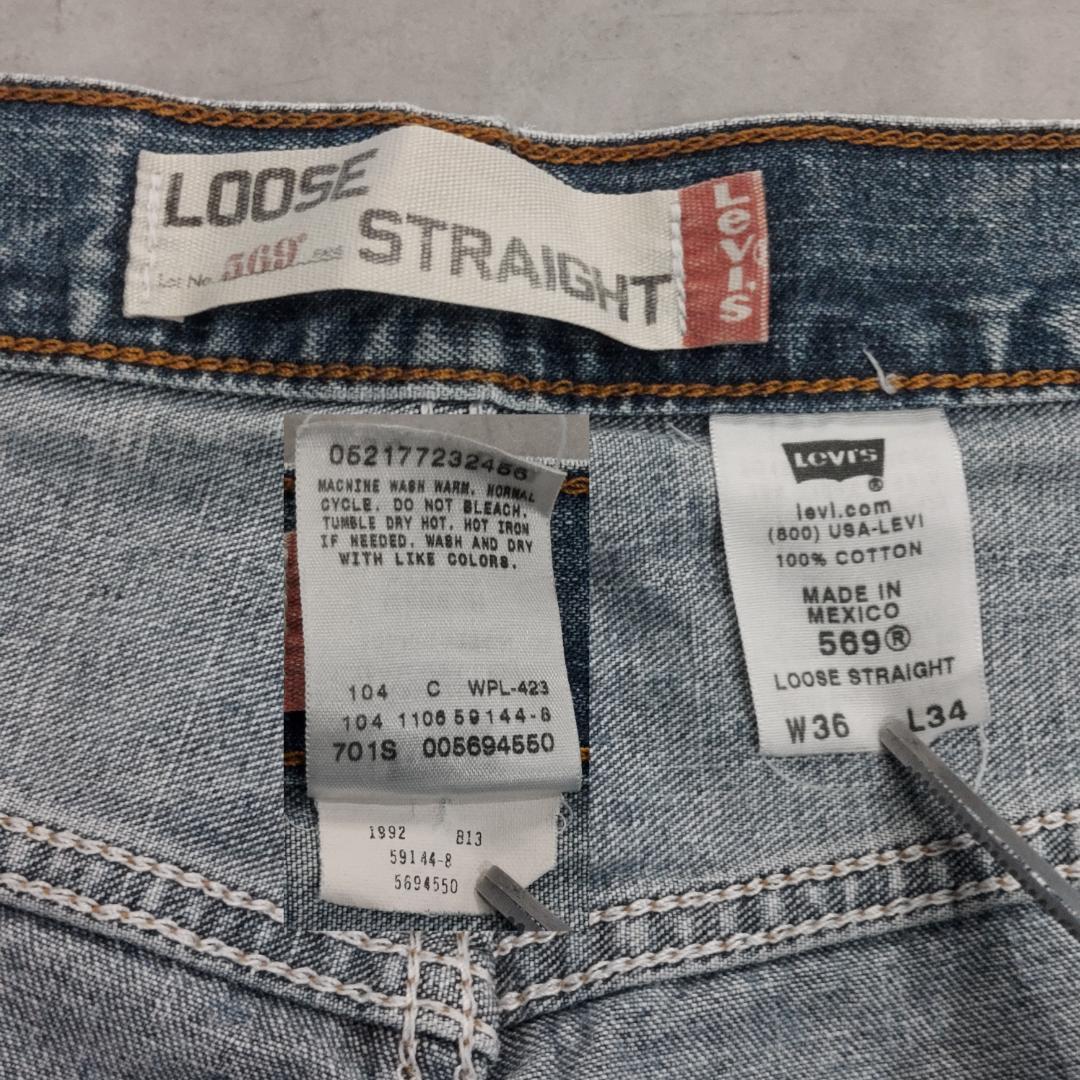 LOOSE
STRAIGHT
Lot No. 569®
Levi's
052177232456
MACNINE WASH WARM, NORMAL
CYCLE. DO NOT BLEACH.
TUMBLE DRY HOT. HOT IRON
IF NEEDED. WASH AND DRY
WITH LIKE COLORS.
104 C WPL-423
104 1106 59144-8
701S 005694550
1992 813
59144-8
5694550
Levi's ®
levi.com
(800) USA-LEVI
100% COTTON
MADE IN
MEXICO
569®
LOOSE STRAIGHT
W36 L34